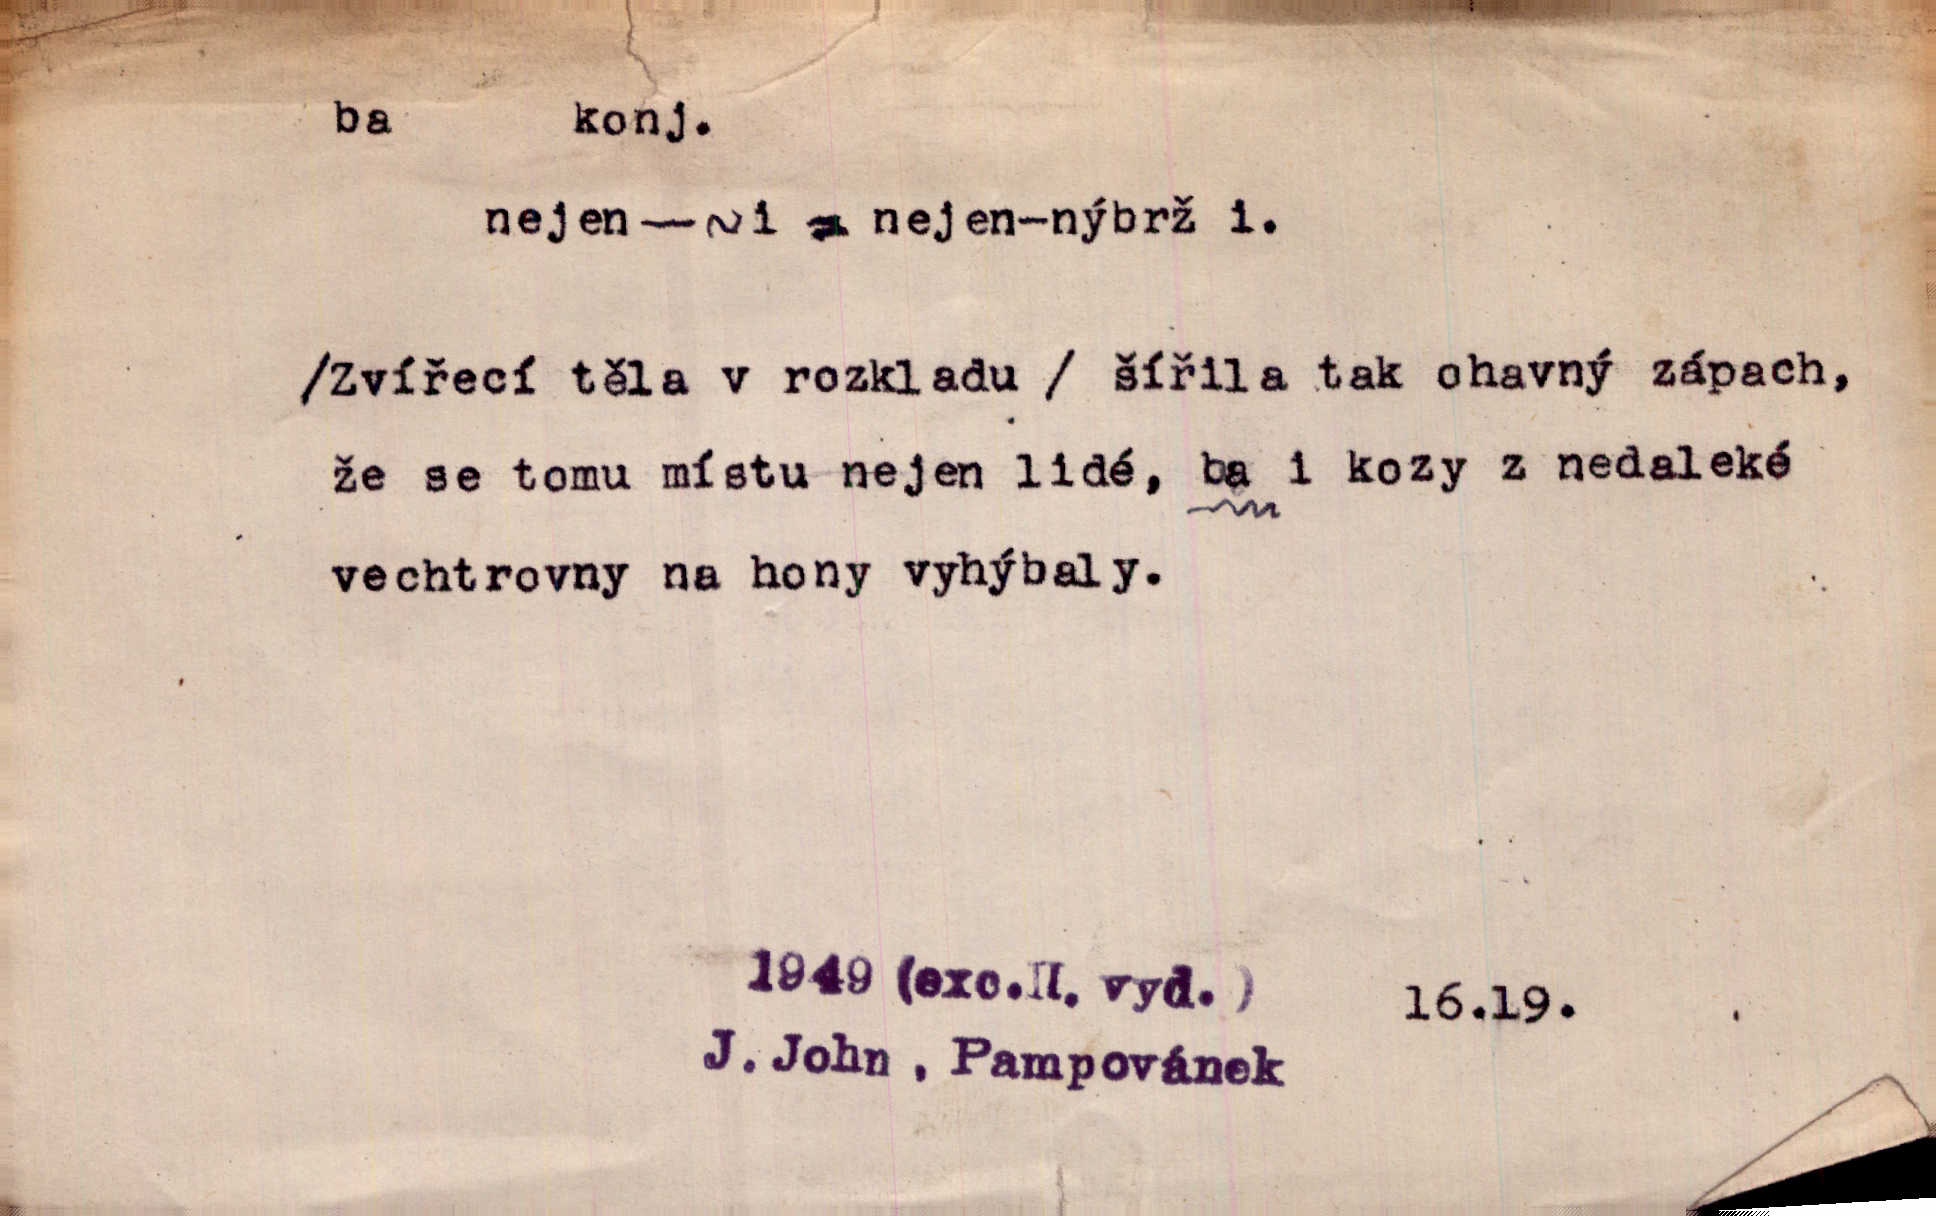 ba konj.
nejen — ~ i = nejen-nýbrž i.
/Zvířecí těla v rozkladu / šířila tak ohavný zápach,
že se tomu místu nejen lidé, ba i kozy z nedaleké
vechtrovny na hony vyhýbaly.
1949 (exc. II. vyd. ) 16.19.
J. John , Pampovánek